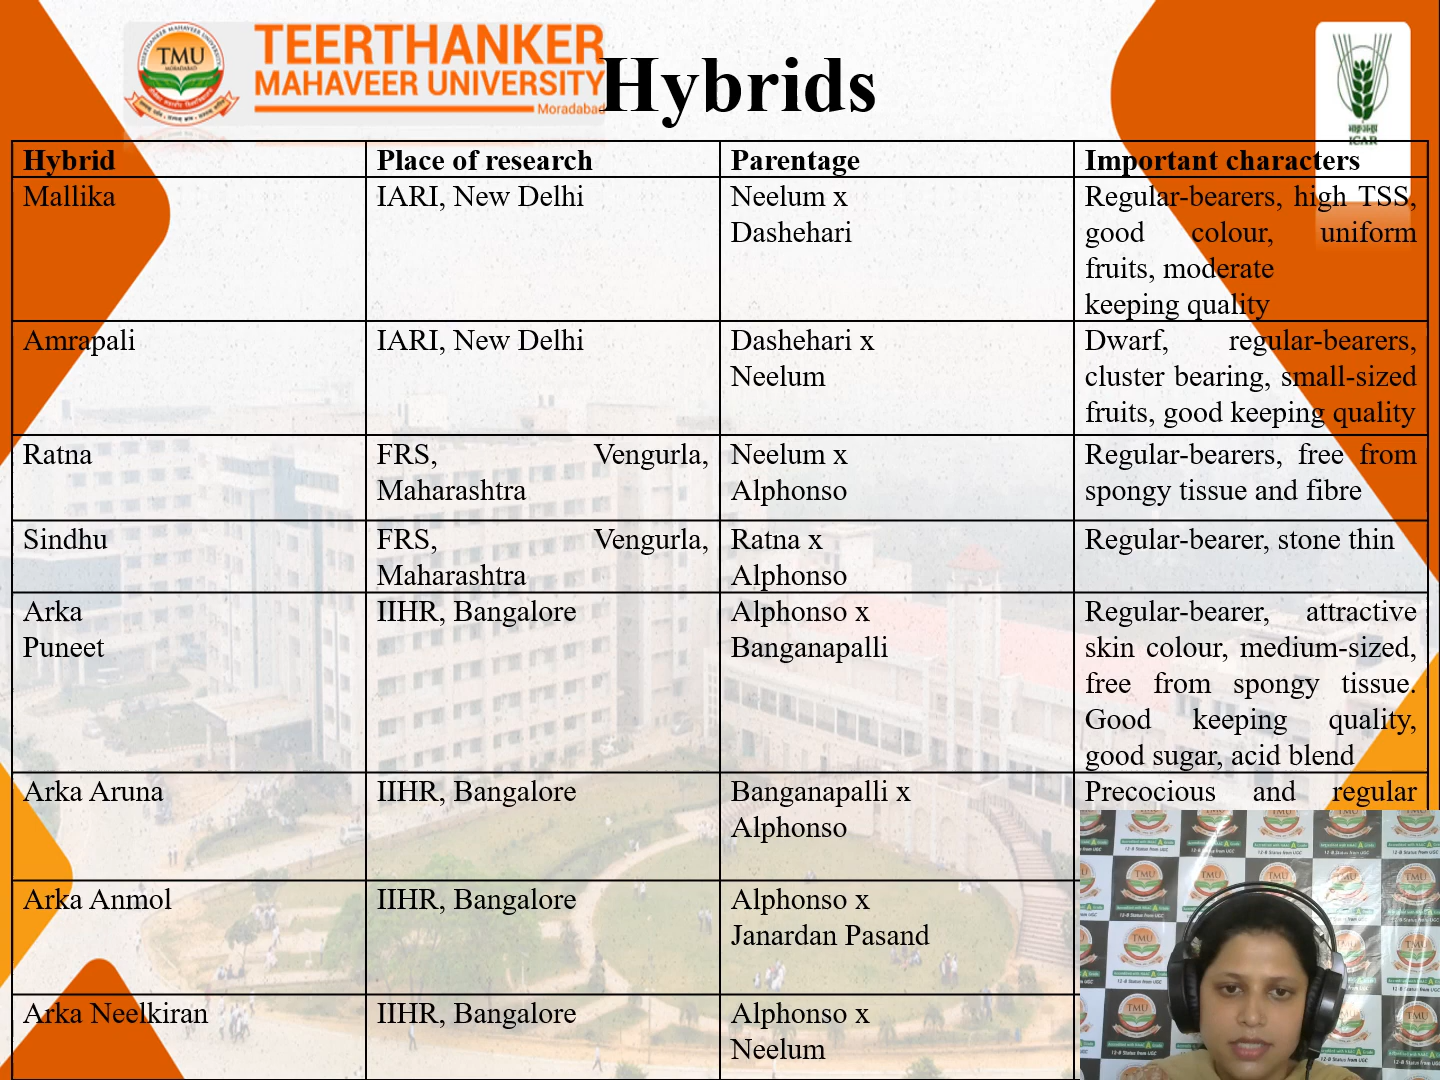 TMU
TEERTHANKER
MAHAVEER UNIVERSITY
Moradabad
Hybrids
ICAR
Hybrid
Place of research
Parentage
Important characters
Mallika
IARI, New Delhi
Neelum x
Dashehari
Regular-bearers, high TSS,
good colour, uniform
fruits, moderate
keeping quality
Amrapali
IARI, New Delhi
Dashehari x
Neelum
Dwarf, regular-bearers,
cluster bearing, small-sized
fruits, good keeping quality
Ratna
FRS, Vengurla,
Maharashtra
Neelum x
Alphonso
Regular-bearers, free from
spongy tissue and fibre
Sindhu
FRS, Vengurla,
Maharashtra
Ratna x
Alphonso
Regular-bearer, stone thin
Arka
Puneet
IIHR, Bangalore
Alphonso x
Banganapalli
Regular-bearer, attractive
skin colour, medium-sized,
free from spongy tissue.
Good keeping quality,
good sugar, acid blend
Arka Aruna
IIHR, Bangalore
Banganapalli x
Alphonso
Precocious and regular
Arka Anmol
IIHR, Bangalore
Alphonso x
Janardan Pasand
Arka Neelkiran
IIHR, Bangalore
Alphonso x
Neelum